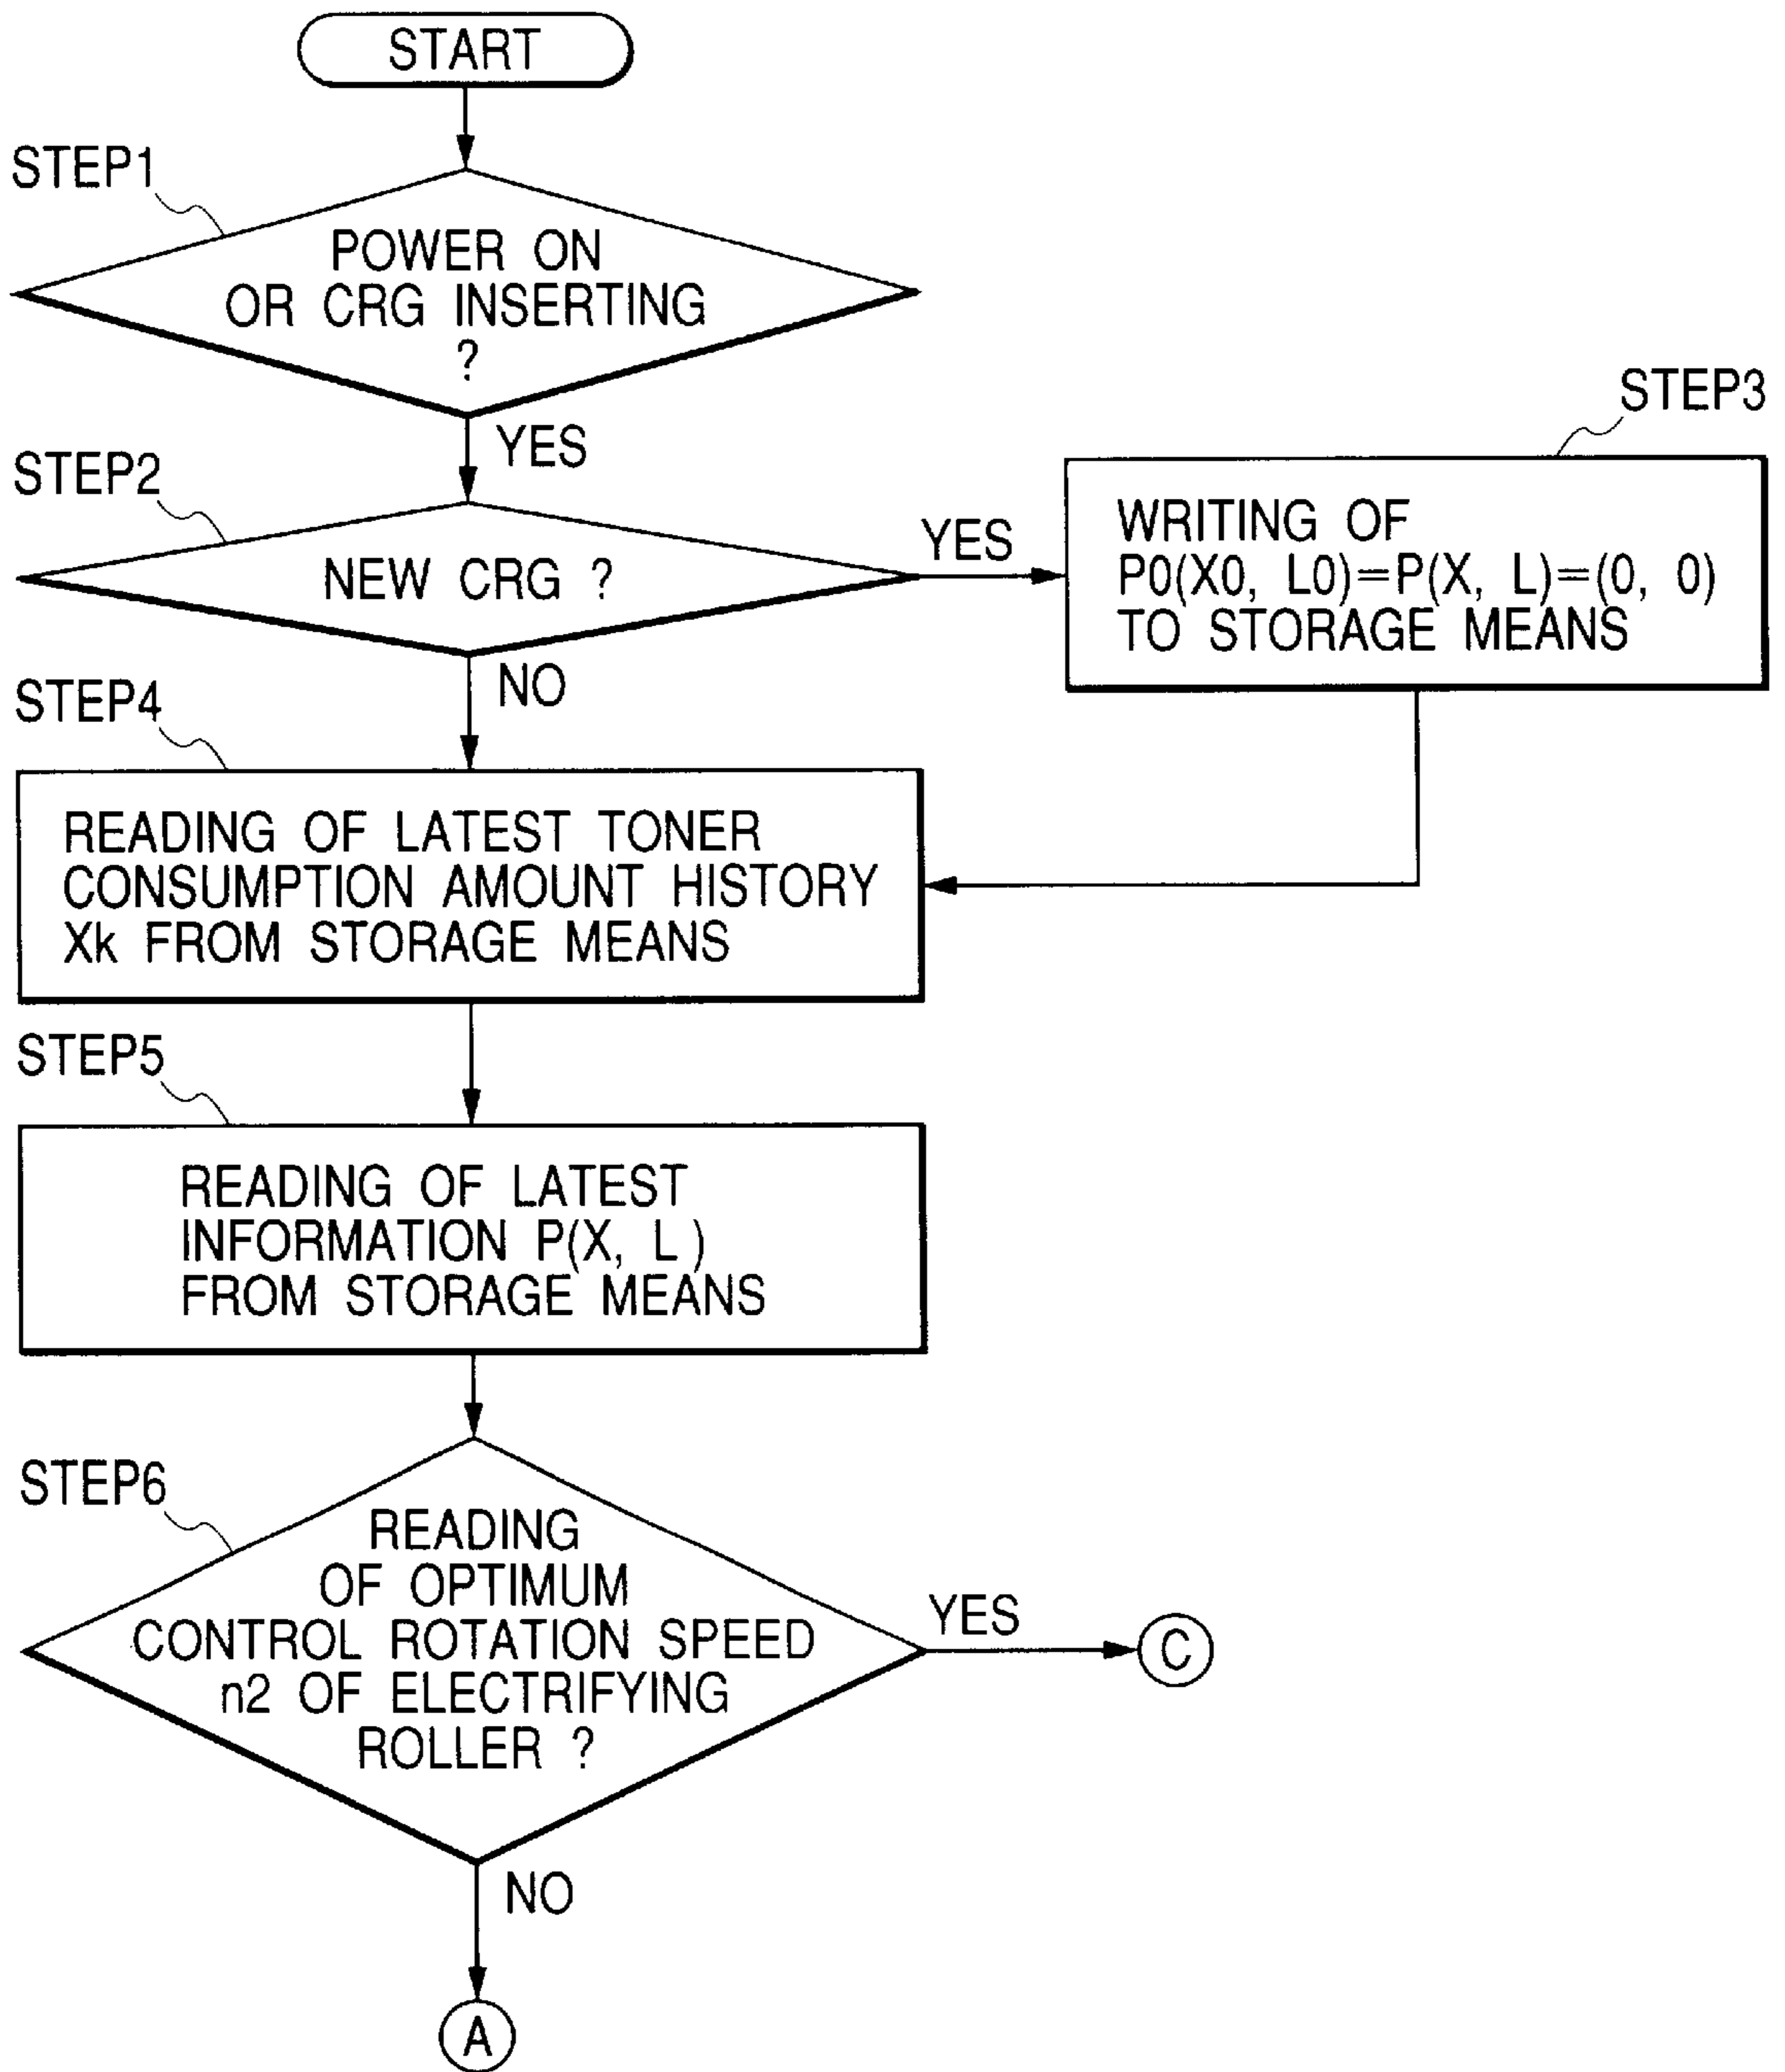 START
STEP1
POWER ON
OR CRG INSERTING
?
YES
STEP2
NEW CRG ?
YES
STEP3
WRITING OF
P0(X0, L0)=P(X, L)=(0, 0)
TO STORAGE MEANS
NO
STEP4
READING OF LATEST TONER
CONSUMPTION AMOUNT HISTORY
Xk FROM STORAGE MEANS
STEP5
READING OF LATEST
INFORMATION P(X, L)
FROM STORAGE MEANS
STEP6
READING
OF OPTIMUM
CONTROL ROTATION SPEED
n2 OF ELECTRIFYING
ROLLER ?
YES
C
NO
A